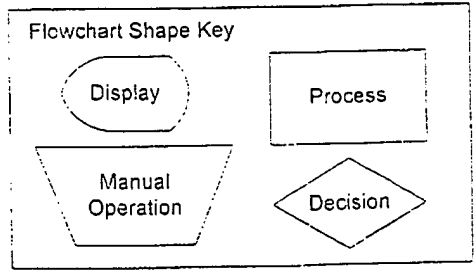 Flowchart Shape Key
Display
Process
Manual
Operation
Decision